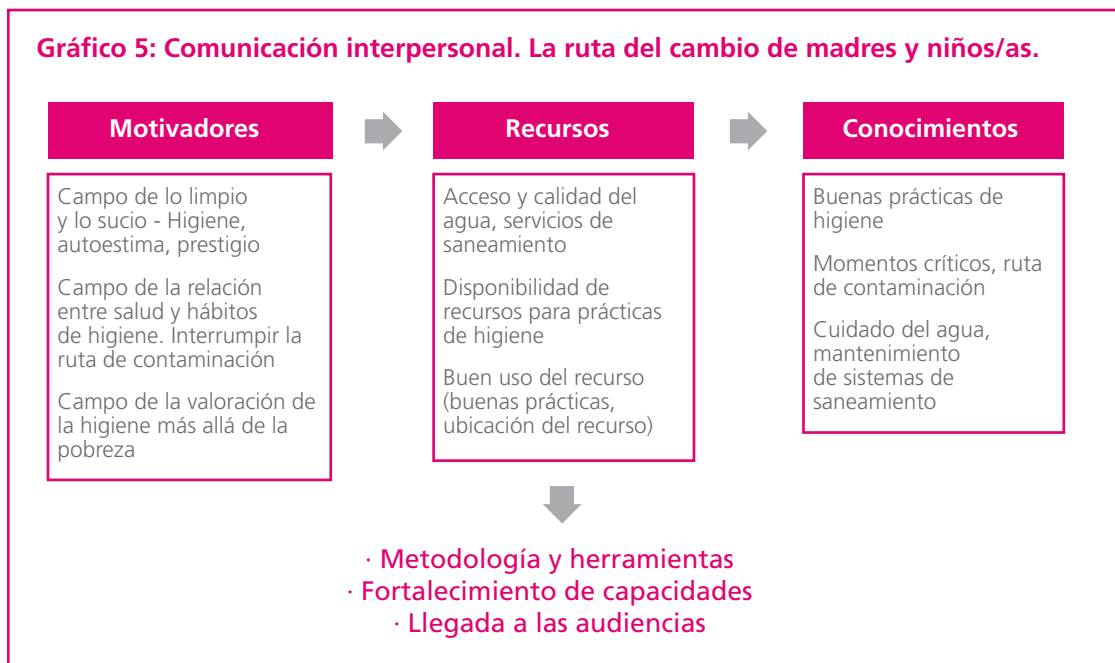 Gráfico 5: Comunicación interpersonal. La ruta del cambio de madres y niños/as.
Motivadores
Campo de lo limpio
y lo sucio - Higiene,
autoestima, prestigio
Campo de la relación
entre salud y hábitos
de higiene. Interrumpir la
ruta de contaminación
Campo de la valoración de
la higiene más allá de la
pobreza
Recursos
Acceso y calidad del
agua, servicios de
saneamiento
Disponibilidad de
recursos para prácticas
de higiene
Buen uso del recurso
(buenas prácticas,
ubicación del recurso)
Conocimientos
Buenas prácticas de
higiene
Momentos críticos, ruta
de contaminación
Cuidado del agua,
mantenimiento
de sistemas de
saneamiento
· Metodología y herramientas
· Fortalecimiento de capacidades
· Llegada a las audiencias